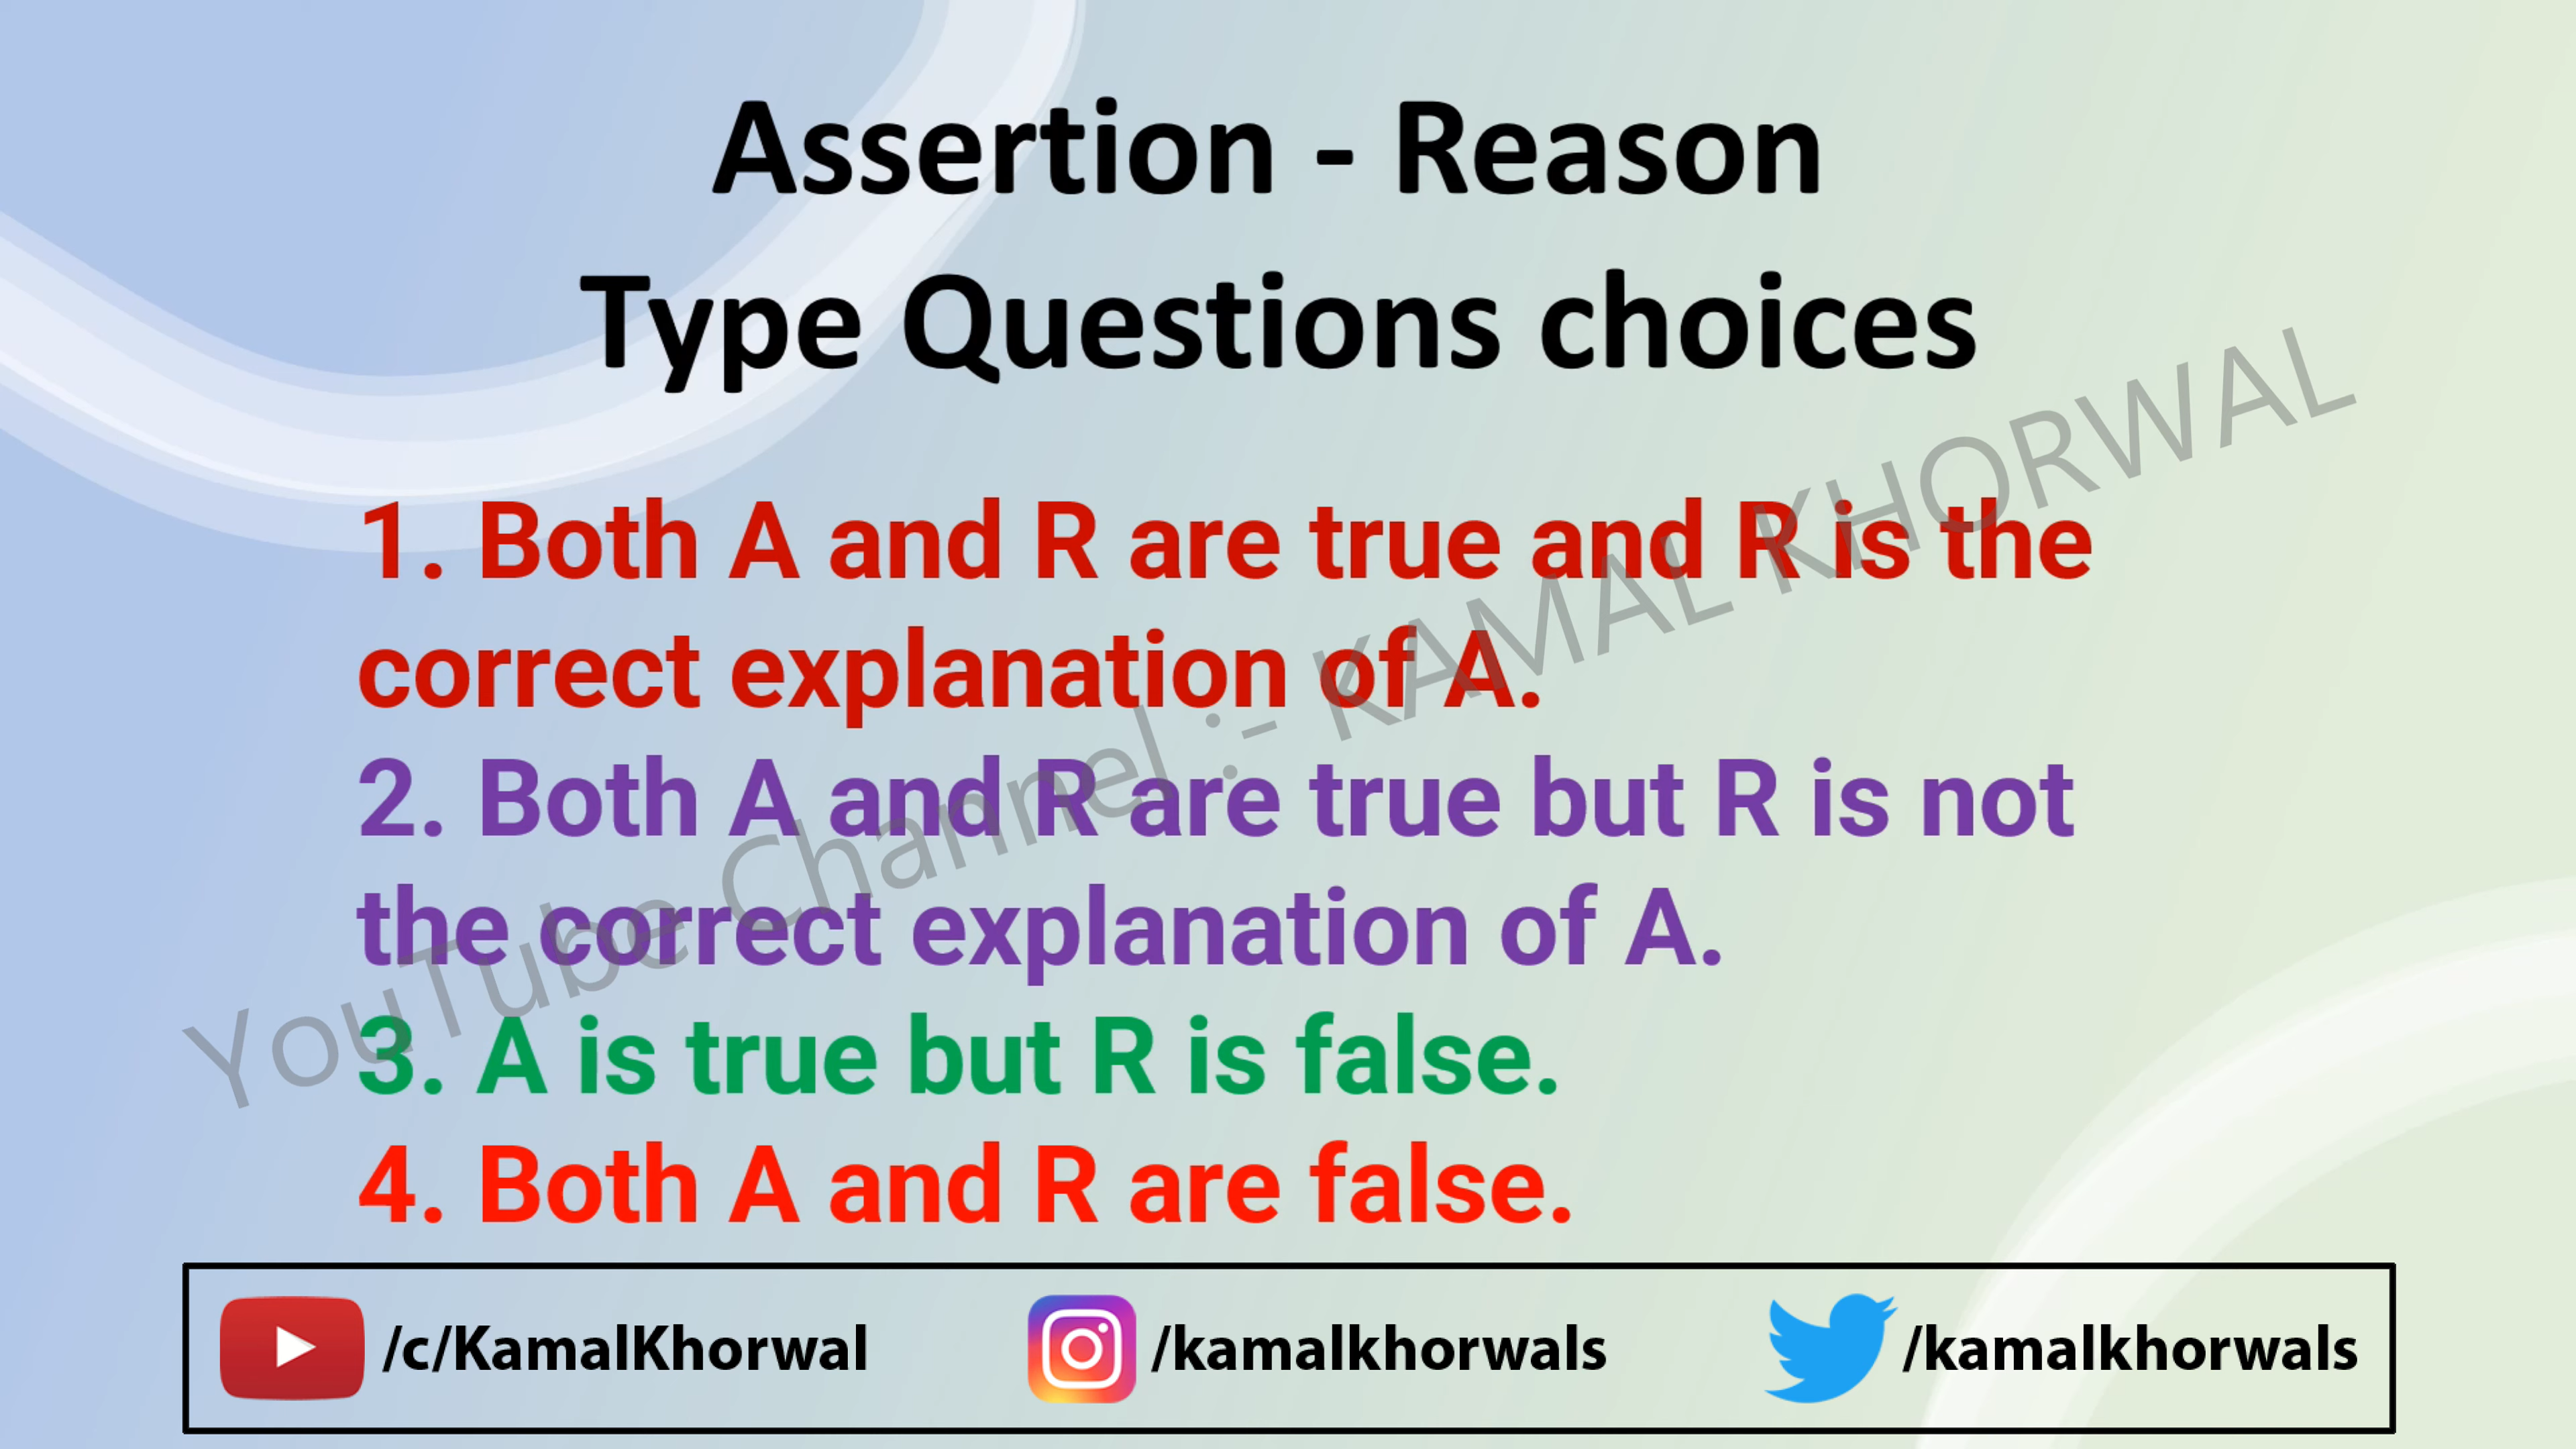 Assertion - Reason
Type Questions choices
1. Both A and R are true and R is the
correct explanation of A.
2. Both A and R are true but R is not
the correct explanation of A.
3. A is true but R is false.
4. Both A and R are false.
YouTube Channel :- KAMAL KHORWAL
/c/KamalKhorwal
/kamalkhorwals
/kamalkhorwals